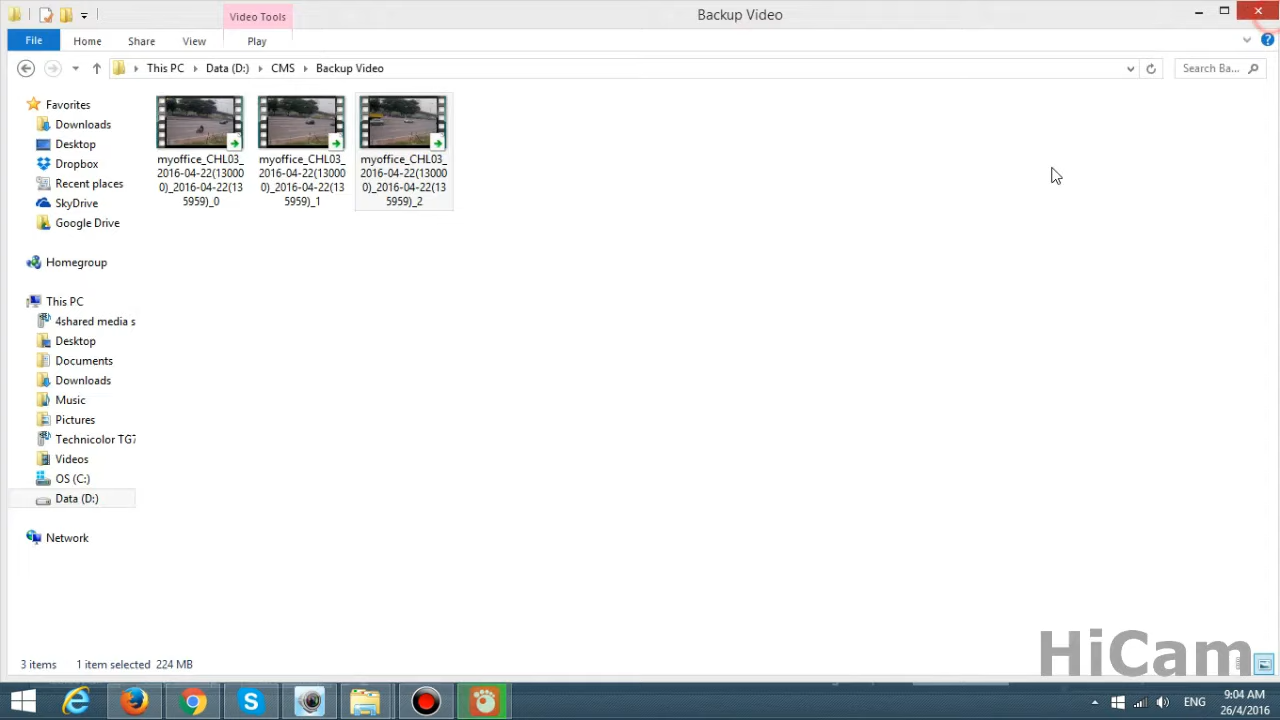 Video Tools
Backup Video
File
Home
Share
View
Play
This PC
Data (D:)
CMS
Backup Video
Search Ba...
Favorites
Downloads
Desktop
Dropbox
Recent places
SkyDrive
Google Drive
Homegroup
This PC
4shared media s
Desktop
Documents
Downloads
Music
Pictures
Technicolor TG7
Videos
OS (C:)
Data (D:)
Network
myoffice_CHL03_
2016-04-22(13000
0)_2016-04-22(13
5959)_0
myoffice_CHL03_
2016-04-22(13000
0)_2016-04-22(13
5959)_1
myoffice_CHL03_
2016-04-22(13000
0)_2016-04-22(13
5959)_2
3 items
1 item selected 224 MB
HiCam
ENG
9:04 AM
26/4/2016